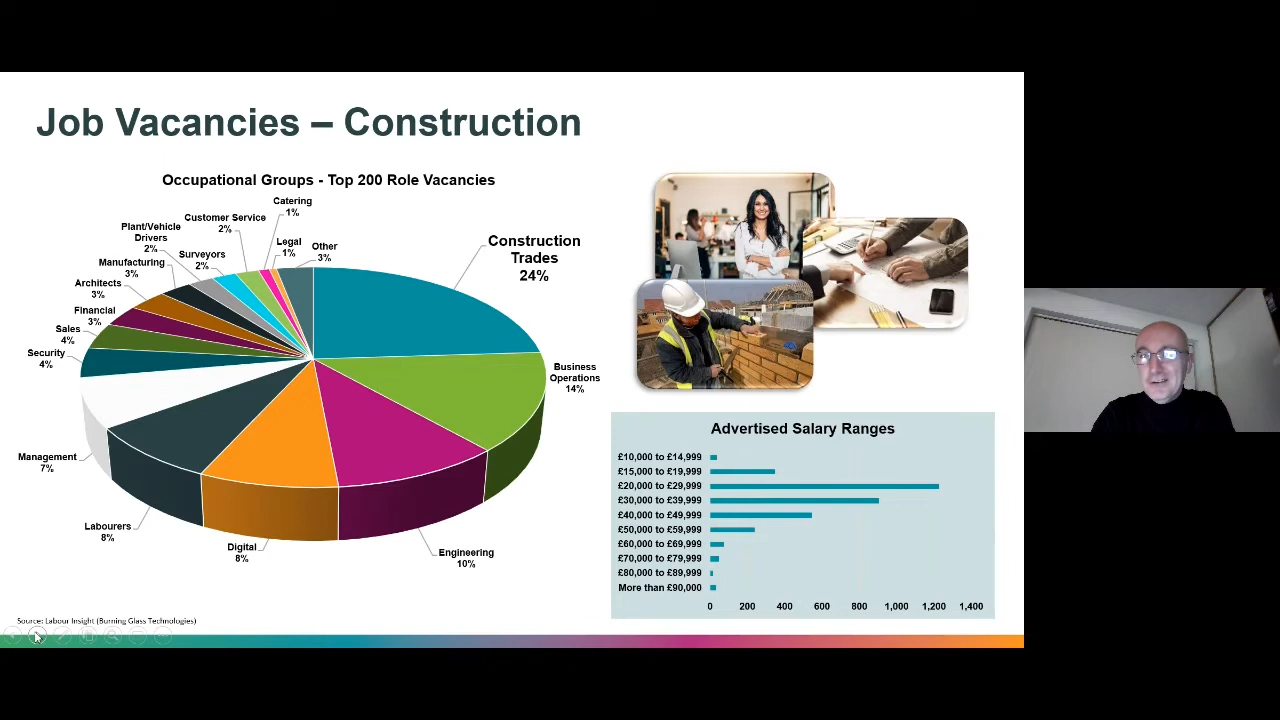 Job Vacancies – Construction
Occupational Groups - Top 200 Role Vacancies
Catering
1%
Customer Service
2%
Plant/Vehicle
Drivers
2%
Legal
1%
Other
3%
Surveyors
2%
Manufacturing
3%
Architects
3%
Financial
3%
Sales
4%
Security
4%
Management
7%
Labourers
8%
Digital
8%
Engineering
10%
Business
Operations
14%
Construction
Trades
24%
Advertised Salary Ranges
£10,000 to £14,999
£15,000 to £19,999
£20,000 to £29,999
£30,000 to £39,999
£40,000 to £49,999
£50,000 to £59,999
£60,000 to £69,999
£70,000 to £79,999
£80,000 to £89,999
More than £90,000
0 200 400 600 800 1,000 1,200 1,400
Source: Labour Insight (Burning Glass Technologies)